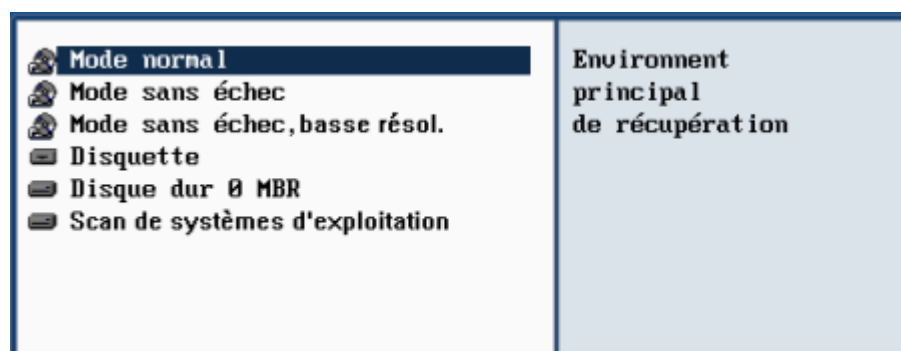 Mode normal
Mode sans échec
Mode sans échec,basse résol.
Disquette
Disque dur 0 MBR
Scan de systèmes d'exploitation
Environment
principal
de récupération